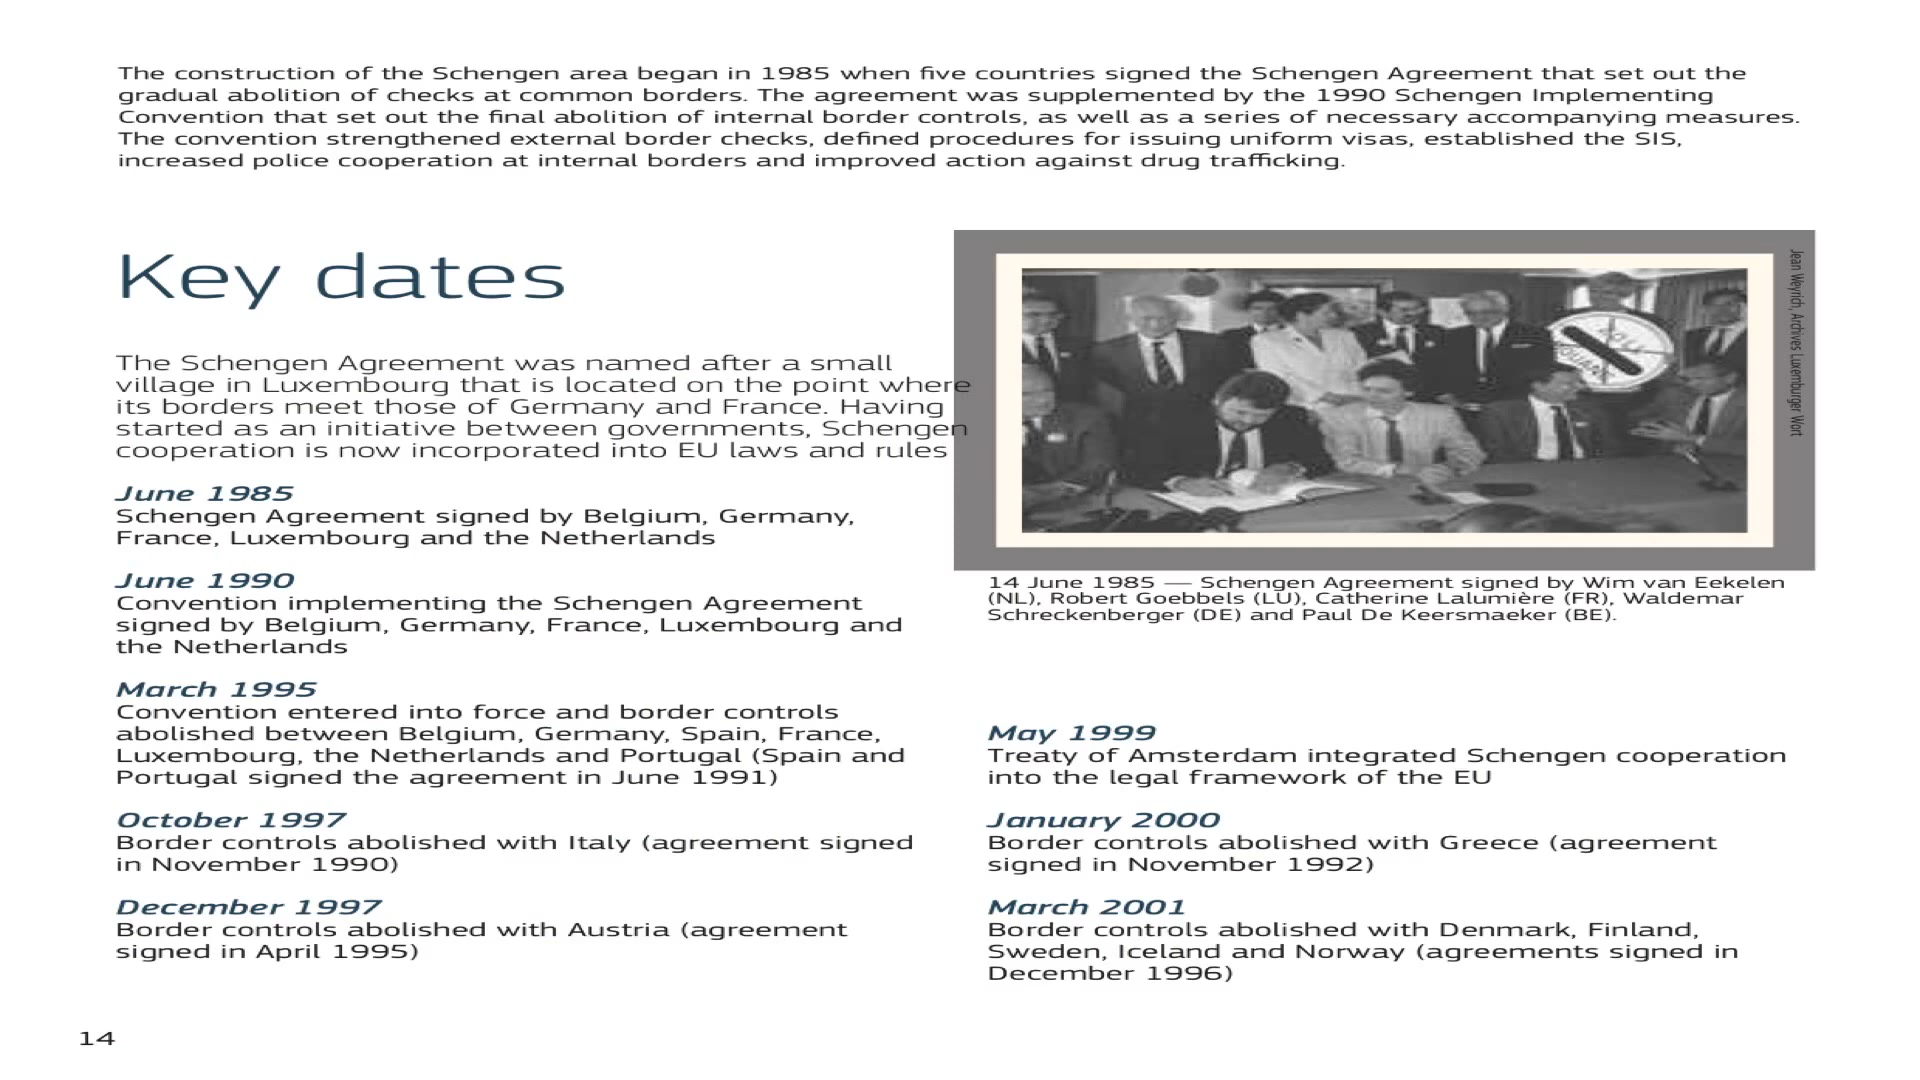 The construction of the Schengen area began in 1985 when five countries signed the Schengen Agreement that set out the
gradual abolition of checks at common borders. The agreement was supplemented by the 1990 Schengen Implementing
Convention that set out the final abolition of internal border controls, as well as a series of necessary accompanying measures.
The convention strengthened external border checks, defined procedures for issuing uniform visas, established the SIS,
increased police cooperation at internal borders and improved action against drug trafficking.
Key dates
The Schengen Agreement was named after a small
village in Luxembourg that is located on the point where
its borders meet those of Germany and France. Having
started as an initiative between governments, Schengen
cooperation is now incorporated into EU laws and rules
June 1985
Schengen Agreement signed by Belgium, Germany,
France, Luxembourg and the Netherlands
June 1990
Convention implementing the Schengen Agreement
signed by Belgium, Germany, France, Luxembourg and
the Netherlands
March 1995
Convention entered into force and border controls
abolished between Belgium, Germany, Spain, France,
Luxembourg, the Netherlands and Portugal (Spain and
Portugal signed the agreement in June 1991)
October 1997
Border controls abolished with Italy (agreement signed
in November 1990)
December 1997
Border controls abolished with Austria (agreement
signed in April 1995)
Jean Weyrich, Archives Luxemburger Wort
14 June 1985 — Schengen Agreement signed by Wim van Eekelen
(NL), Robert Goebbels (LU), Catherine Lalumière (FR), Waldemar
Schreckenberger (DE) and Paul De Keersmaeker (BE).
May 1999
Treaty of Amsterdam integrated Schengen cooperation
into the legal framework of the EU
January 2000
Border controls abolished with Greece (agreement
signed in November 1992)
March 2001
Border controls abolished with Denmark, Finland,
Sweden, Iceland and Norway (agreements signed in
December 1996)
14